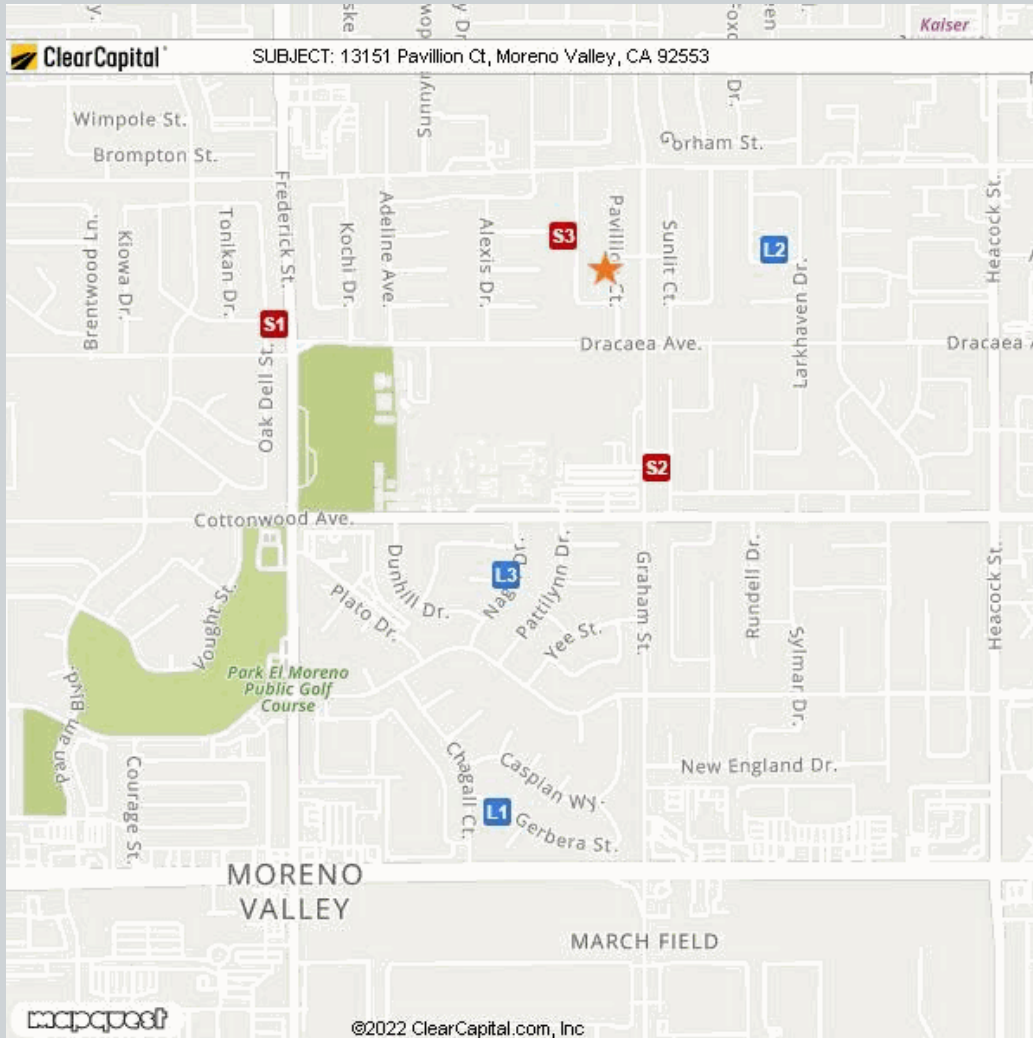 Kaiser
ClearCapital
SUBJECT: 13151 Pavillion Ct, Moreno Valley, CA 92553
Wimpole St.
Brompton St.
Gorham St.
Frederick St.
Brentwood Ln.
Kiowa Dr.
Tonikan Dr.
Kochi Dr.
Adeline Ave.
Alexis Dr.
S3
Sunlit Ct.
L2
Larkhaven Dr.
Heacock St.
S1
Oak Dell St.
Dracaea Ave.
Dracaea
S2
Cottonwood Ave.
Vought St.
Plato Dr.
Dunhill Dr.
L3
Pattilynn Dr.
Yee St.
Graham St.
Rundell Dr.
Sylmar Dr.
Heacock St.
Park El Moreno
Public Golf
Course
Pan am Blvd.
Courage St.
Chagall Ct.
Caspian Wy.
L1
Gerbera St.
New England Dr.
MORENO
VALLEY
MARCH FIELD
mapquest
©2022 ClearCapital.com, Inc